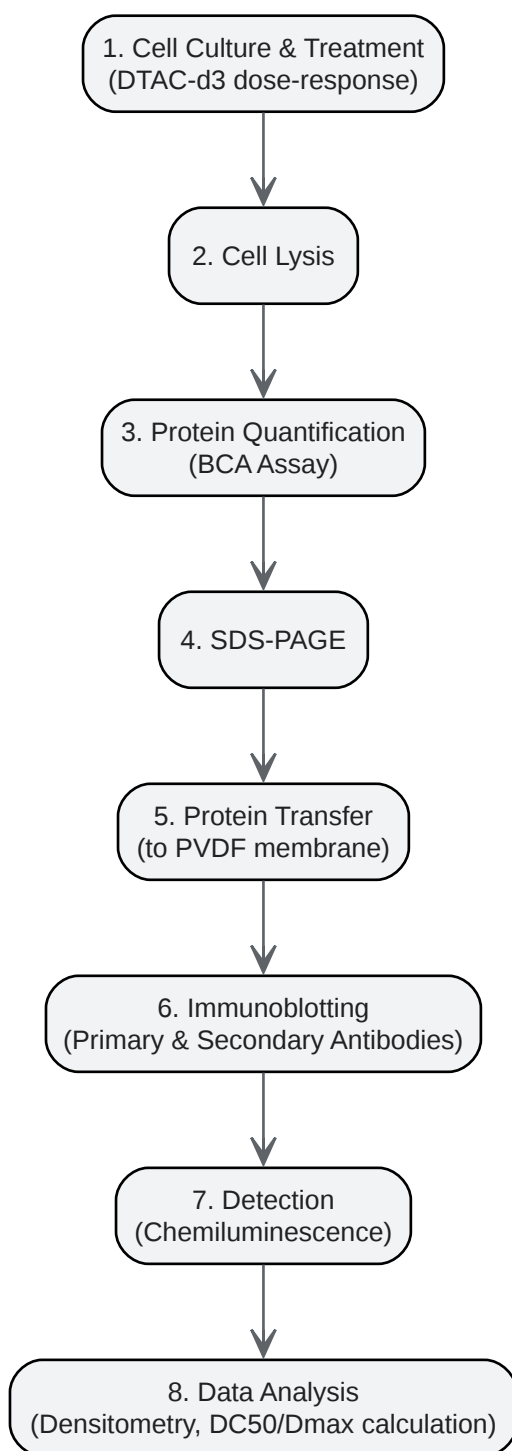 1. Cell Culture & Treatment
(DTAC-d3 dose-response)
2. Cell Lysis
3. Protein Quantification
(BCA Assay)
4. SDS-PAGE
5. Protein Transfer
(to PVDF membrane)
6. Immunoblotting
(Primary & Secondary Antibodies)
7. Detection
(Chemiluminescence)
8. Data Analysis
(Densitometry, DC50/Dmax calculation)